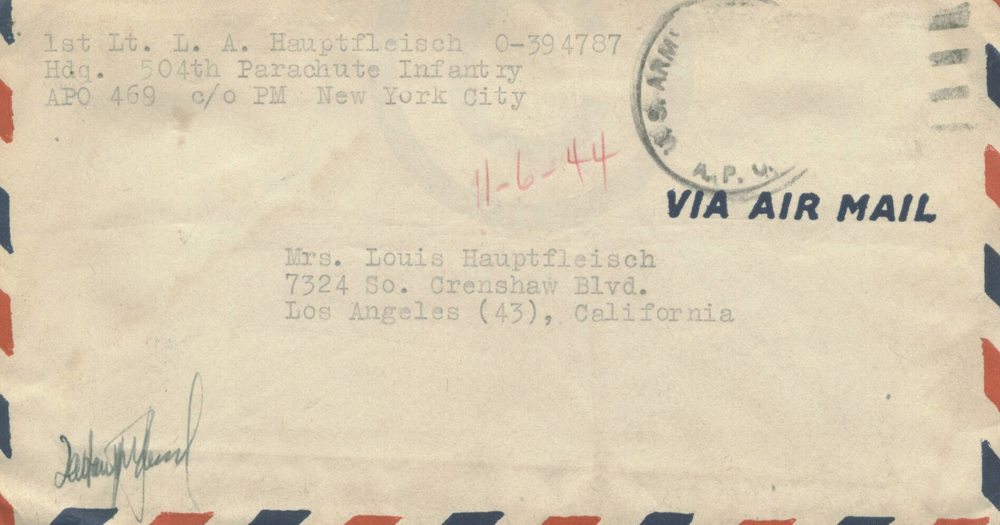 1st Lt. L. A. Hauptfleisch O-394787
Hdq. 504th Parachute Infantry
APO 469 c/o PM New York City
U.S. ARMY
A.P.O.
11-6-44
VIA AIR MAIL
Mrs. Louis Hauptfleisch
7324 So. Crenshaw Blvd.
Los Angeles (43), California